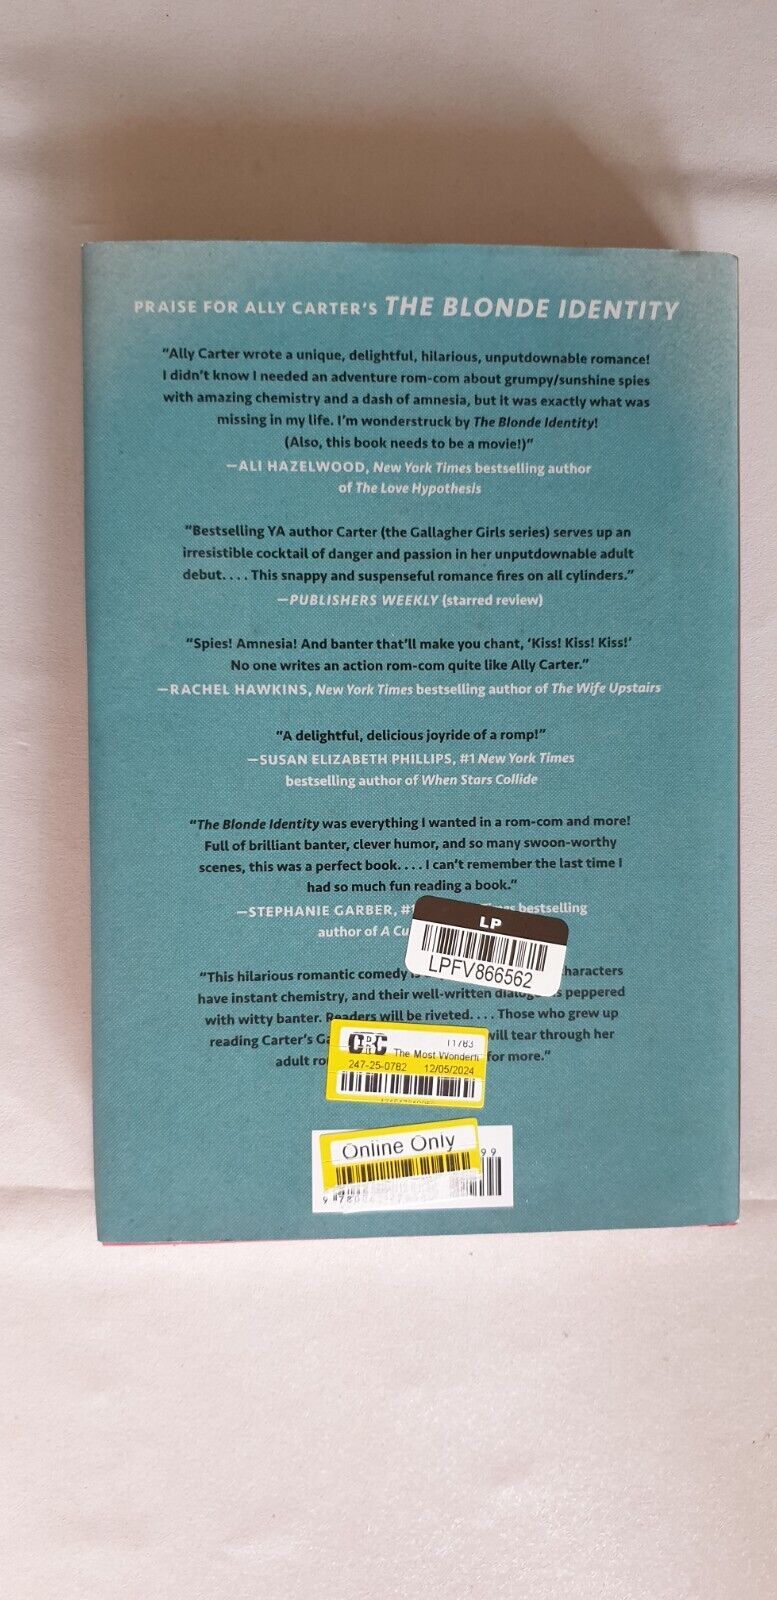 PRAISE FOR ALLY CARTER'S THE BLONDE IDENTITY
"Ally Carter wrote a unique, delightful, hilarious, unputdownable romance!
I didn't know I needed an adventure rom-com about grumpy/sunshine spies
with amazing chemistry and a dash of amnesia, but it was exactly what was
missing in my life. I'm wonderstruck by The Blonde Identity!
(Also, this book needs to be a movie!)"
—ALI HAZELWOOD, New York Times bestselling author
of The Love Hypothesis
"Bestselling YA author Carter (the Gallagher Girls series) serves up an
irresistible cocktail of danger and passion in her unputdownable adult
debut. . . . This snappy and suspenseful romance fires on all cylinders."
—PUBLISHERS WEEKLY (starred review)
"Spies! Amnesia! And banter that'll make you chant, 'Kiss! Kiss! Kiss!'
No one writes an action rom-com quite like Ally Carter."
—RACHEL HAWKINS, New York Times bestselling author of The Wife Upstairs
"A delightful, delicious joyride of a romp!"
—SUSAN ELIZABETH PHILLIPS, #1 New York Times
bestselling author of When Stars Collide
"The Blonde Identity was everything I wanted in a rom-com and more!
Full of brilliant banter, clever humor, and so many swoon-worthy
scenes, this was a perfect book. . . . I can't remember the last time I
had so much fun reading a book."
—STEPHANIE GARBER, bestselling
author of A
LP
LPFV866562
"This hilarious romantic comedy characters
have instant chemistry, and their well-written peppered
with witty banter. Readers will be riveted. . . . Those who grew up
reading Carter's will tear through her
adult for more."
11783
The Most Wonderf
247-25-0782 12/05/2024
Online Only
99